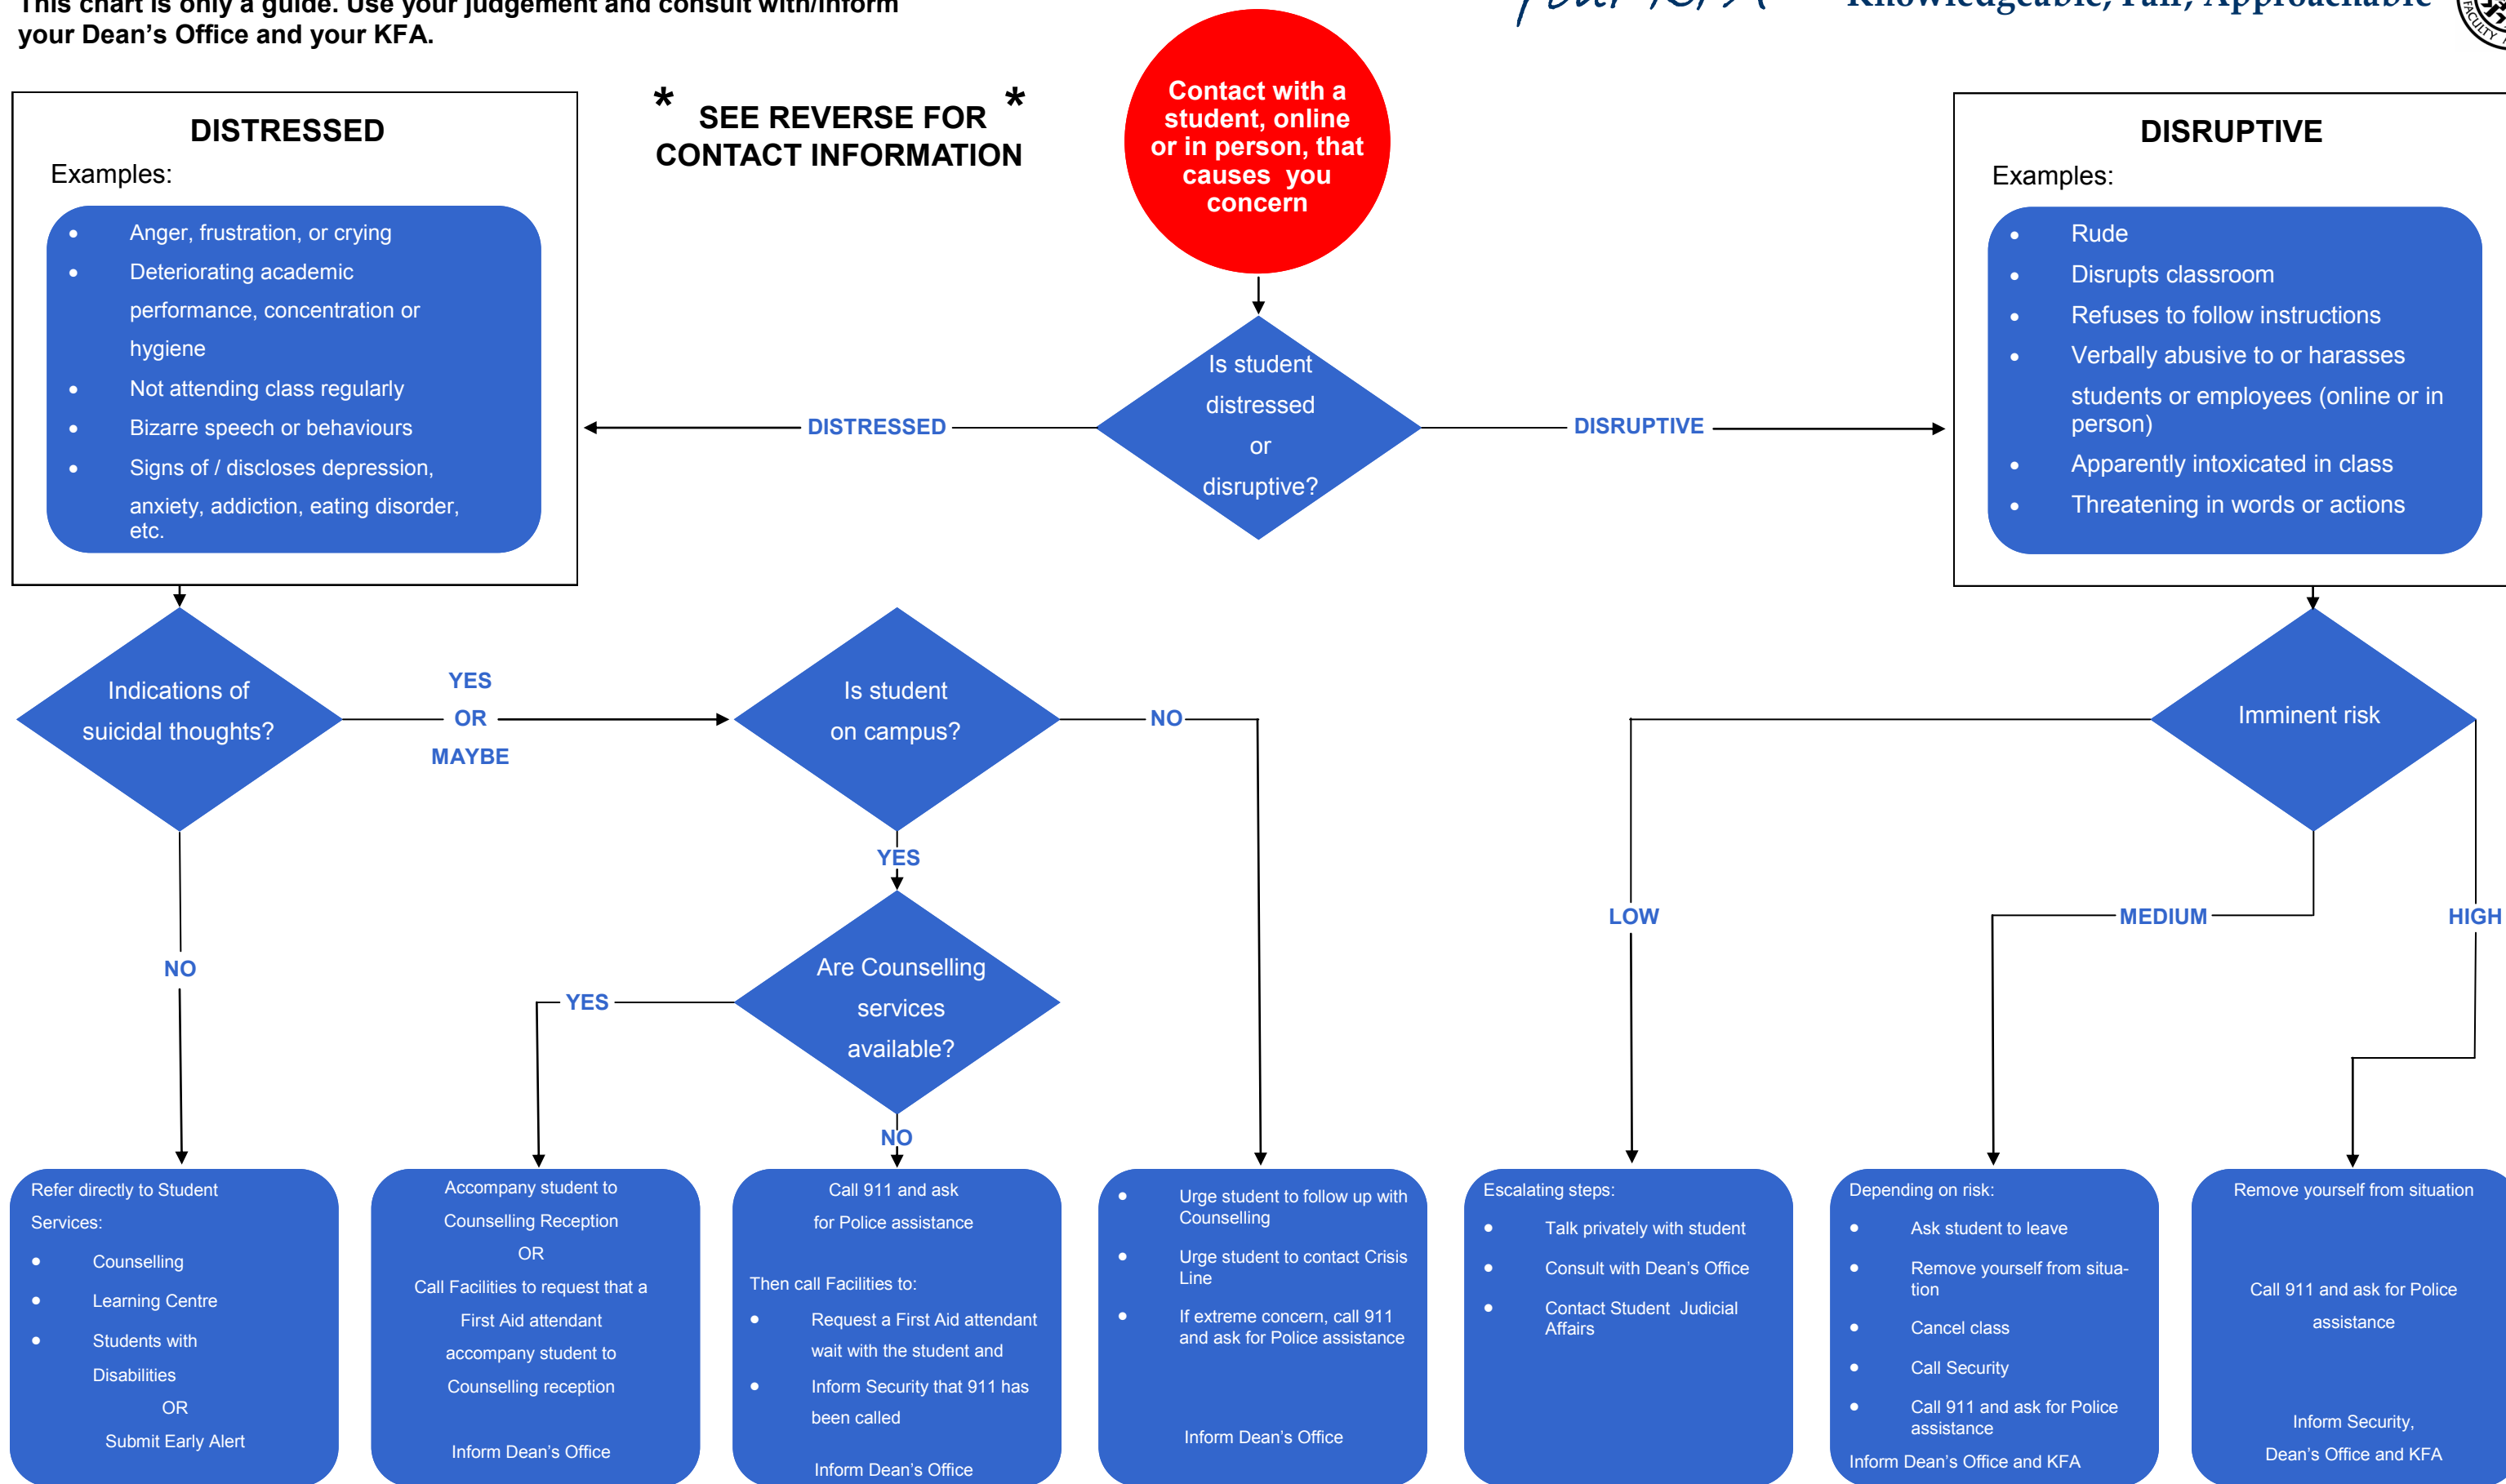 This chart is only a guide. Use your judgement and consult with/inform
your Dean's Office and your KFA.
Your KFA
Knowledgeable, Fair, Approachable
FACULTY
* SEE REVERSE FOR *
CONTACT INFORMATION
Contact with a
student, online
or in person, that
causes you
concern
DISTRESSED
Examples:
• Anger, frustration, or crying
• Deteriorating academic
performance, concentration or
hygiene
• Not attending class regularly
• Bizarre speech or behaviours
• Signs of / discloses depression,
anxiety, addiction, eating disorder,
etc.
Is student
distressed
or
disruptive?
DISTRESSED
DISRUPTIVE
DISRUPTIVE
Examples:
• Rude
• Disrupts classroom
• Refuses to follow instructions
• Verbally abusive to or harasses
students or employees (online or in
person)
• Apparently intoxicated in class
• Threatening in words or actions
Indications of
suicidal thoughts?
YES
OR
MAYBE
Is student
on campus?
NO
Imminent risk
YES
LOW
MEDIUM
HIGH
NO
YES
Are Counselling
services
available?
NO
Refer directly to Student
Services:
• Counselling
• Learning Centre
• Students with
Disabilities
OR
Submit Early Alert
Accompany student to
Counselling Reception
OR
Call Facilities to request that a
First Aid attendant
accompany student to
Counselling reception
Inform Dean's Office
Call 911 and ask
for Police assistance
Then call Facilities to:
• Request a First Aid attendant
wait with the student and
• Inform Security that 911 has
been called
Inform Dean's Office
• Urge student to follow up with
Counselling
• Urge student to contact Crisis
Line
• If extreme concern, call 911
and ask for Police assistance
Inform Dean's Office
Escalating steps:
• Talk privately with student
• Consult with Dean's Office
• Contact Student Judicial
Affairs
Depending on risk:
• Ask student to leave
• Remove yourself from situa-
tion
• Cancel class
• Call Security
• Call 911 and ask for Police
assistance
Inform Dean's Office and KFA
Remove yourself from situation
Call 911 and ask for Police
assistance
Inform Security,
Dean's Office and KFA